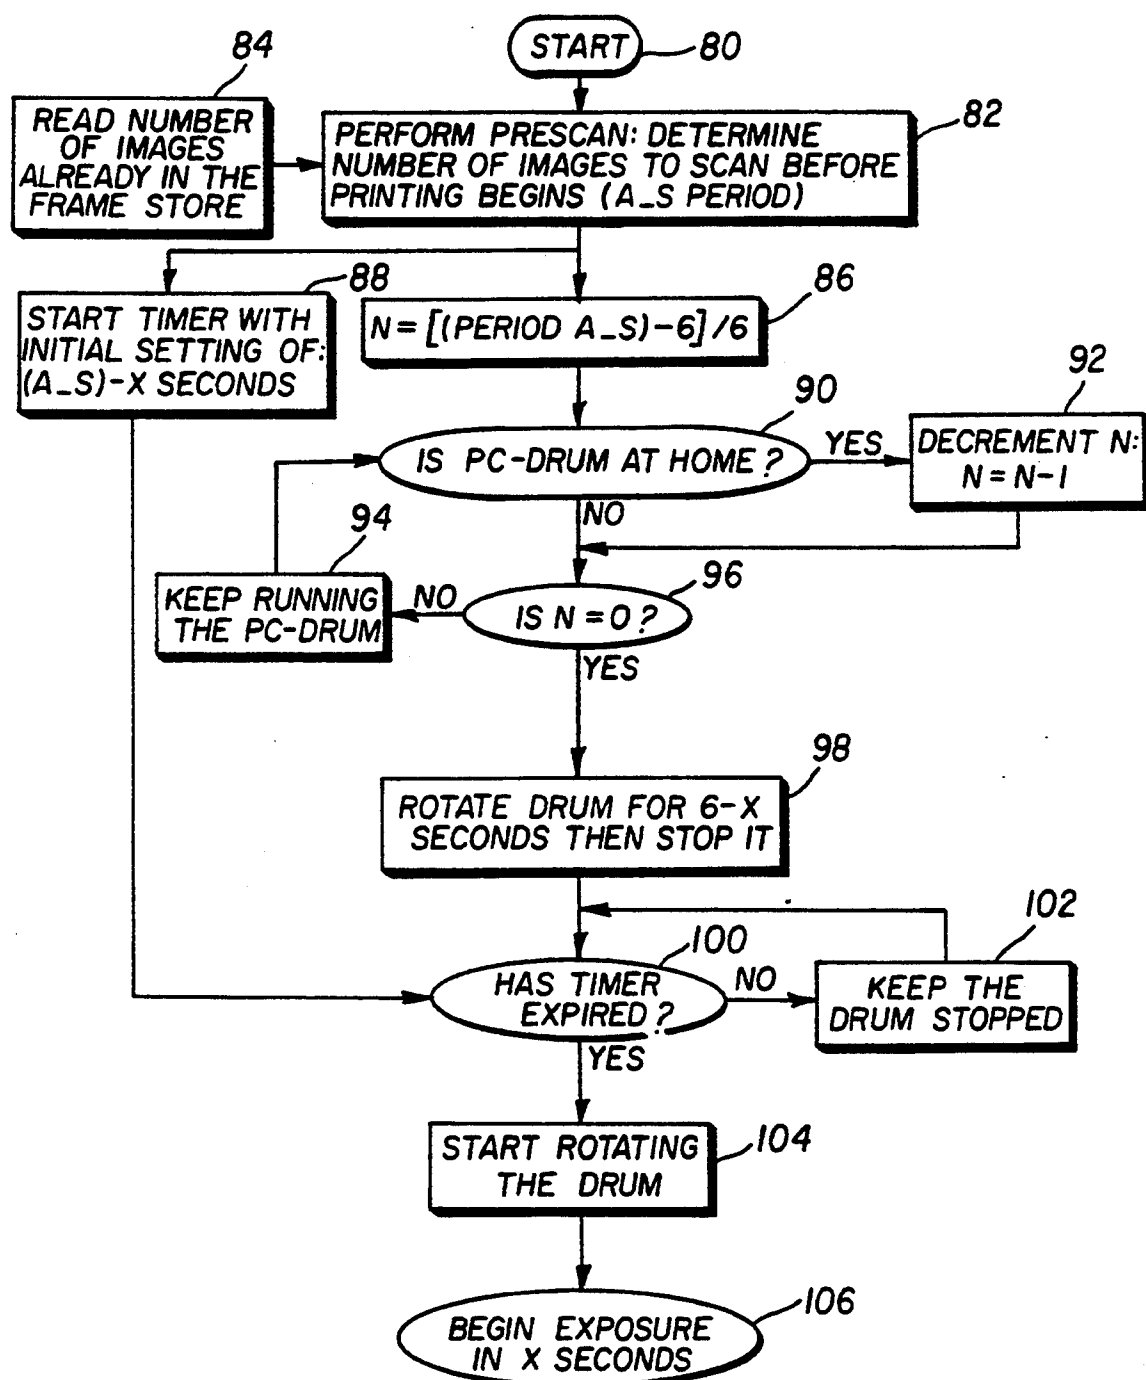 START
80
84
READ NUMBER
OF IMAGES
ALREADY IN THE
FRAME STORE
PERFORM PRESCAN: DETERMINE
NUMBER OF IMAGES TO SCAN BEFORE
PRINTING BEGINS (A_S PERIOD)
82
88
START TIMER WITH
INITIAL SETTING OF:
(A_S)-X SECONDS
N=[(PERIOD A_S)-6]/6
86
IS PC-DRUM AT HOME?
90
YES
92
DECREMENT N:
N=N-1
NO
94
KEEP RUNNING
THE PC-DRUM
NO
IS N=0?
96
YES
98
ROTATE DRUM FOR 6-X
SECONDS THEN STOP IT
100
HAS TIMER
EXPIRED?
NO
102
KEEP THE
DRUM STOPPED
YES
START ROTATING
THE DRUM
104
BEGIN EXPOSURE
IN X SECONDS
106